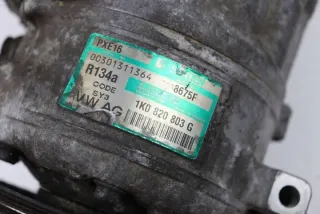 PXE16
00301311364 8675F
R134a
CODE
SY3
VW AG
1K0 820 803 G